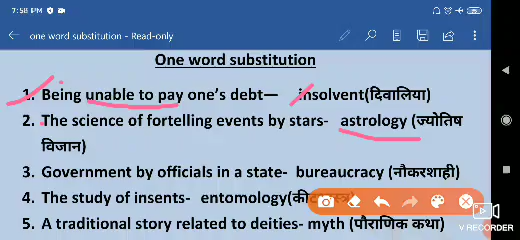 7:58 PM
one word substitution - Read-only
One word substitution
1. Being unable to pay one's debt— insolvent(दिवालिया)
2. The science of fortelling events by stars- astrology (ज्योतिष
विजान)
3. Government by officials in a state- bureaucracy (नौकरशाही)
4. The study of insents- entomology(
5. A traditional story related to deities- myth (पौराणिक कथा)
V RECORDER